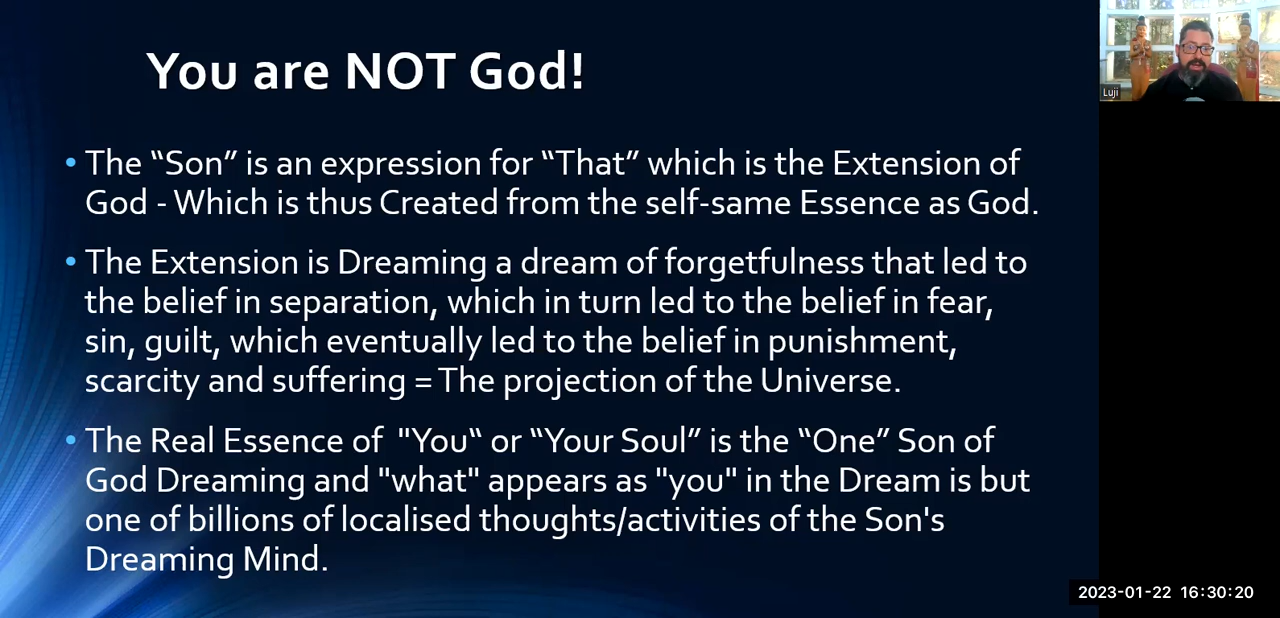 You are NOT God!
• The “Son” is an expression for “That” which is the Extension of
God - Which is thus Created from the self-same Essence as God.
• The Extension is Dreaming a dream of forgetfulness that led to
the belief in separation, which in turn led to the belief in fear,
sin, guilt, which eventually led to the belief in punishment,
scarcity and suffering = The projection of the Universe.
• The Real Essence of "You“ or “Your Soul” is the “One” Son of
God Dreaming and "what" appears as "you" in the Dream is but
one of billions of localised thoughts/activities of the Son's
Dreaming Mind.
Luji
2023-01-22 16:30:20